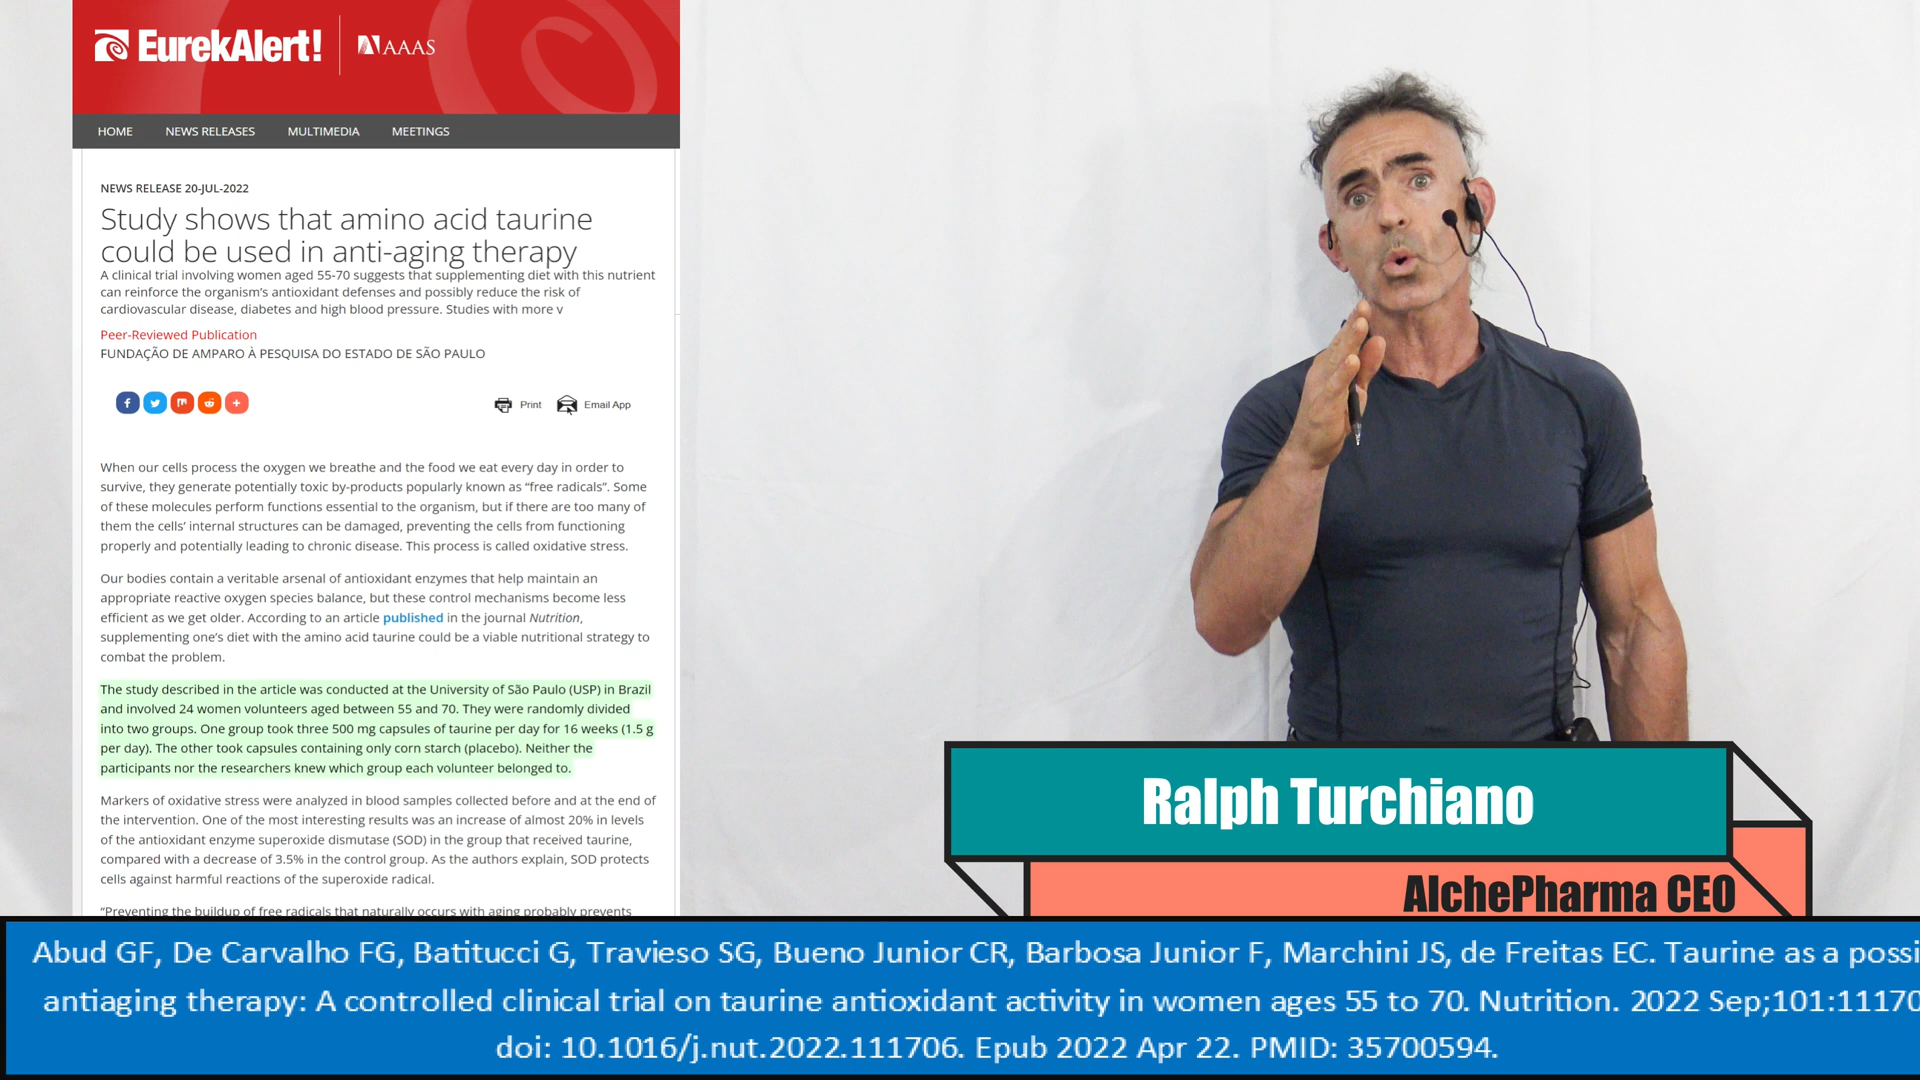 EurekAlert!
AAAS
HOME NEWS RELEASES MULTIMEDIA MEETINGS
NEWS RELEASE 20-JUL-2022
Study shows that amino acid taurine
could be used in anti-aging therapy
A clinical trial involving women aged 55-70 suggests that supplementing diet with this nutrient
can reinforce the organism’s antioxidant defenses and possibly reduce the risk of
cardiovascular disease, diabetes and high blood pressure. Studies with more v
Peer-Reviewed Publication
FUNDAÇÃO DE AMPARO À PESQUISA DO ESTADO DE SÃO PAULO
Print Email App
When our cells process the oxygen we breathe and the food we eat every day in order to
survive, they generate potentially toxic by-products popularly known as “free radicals”. Some
of these molecules perform functions essential to the organism, but if there are too many of
them the cells’ internal structures can be damaged, preventing the cells from functioning
properly and potentially leading to chronic disease. This process is called oxidative stress.
Our bodies contain a veritable arsenal of antioxidant enzymes that help maintain an
appropriate reactive oxygen species balance, but these control mechanisms become less
efficient as we get older. According to an article published in the journal Nutrition,
supplementing one’s diet with the amino acid taurine could be a viable nutritional strategy to
combat the problem.
The study described in the article was conducted at the University of São Paulo (USP) in Brazil
and involved 24 women volunteers aged between 55 and 70. They were randomly divided
into two groups. One group took three 500 mg capsules of taurine per day for 16 weeks (1.5 g
per day). The other took capsules containing only corn starch (placebo). Neither the
participants nor the researchers knew which group each volunteer belonged to.
Markers of oxidative stress were analyzed in blood samples collected before and at the end of
the intervention. One of the most interesting results was an increase of almost 20% in levels
of the antioxidant enzyme superoxide dismutase (SOD) in the group that received taurine,
compared with a decrease of 3.5% in the control group. As the authors explain, SOD protects
cells against harmful reactions of the superoxide radical.
“Preventing the buildup of free radicals that naturally occurs with aging probably prevents
Ralph Turchiano
AlchePharma CEO
Abud GF, De Carvalho FG, Batitucci G, Travieso SG, Bueno Junior CR, Barbosa Junior F, Marchini JS, de Freitas EC. Taurine as a possi
antiaging therapy: A controlled clinical trial on taurine antioxidant activity in women ages 55 to 70. Nutrition. 2022 Sep;101:11170
doi: 10.1016/j.nut.2022.111706. Epub 2022 Apr 22. PMID: 35700594.